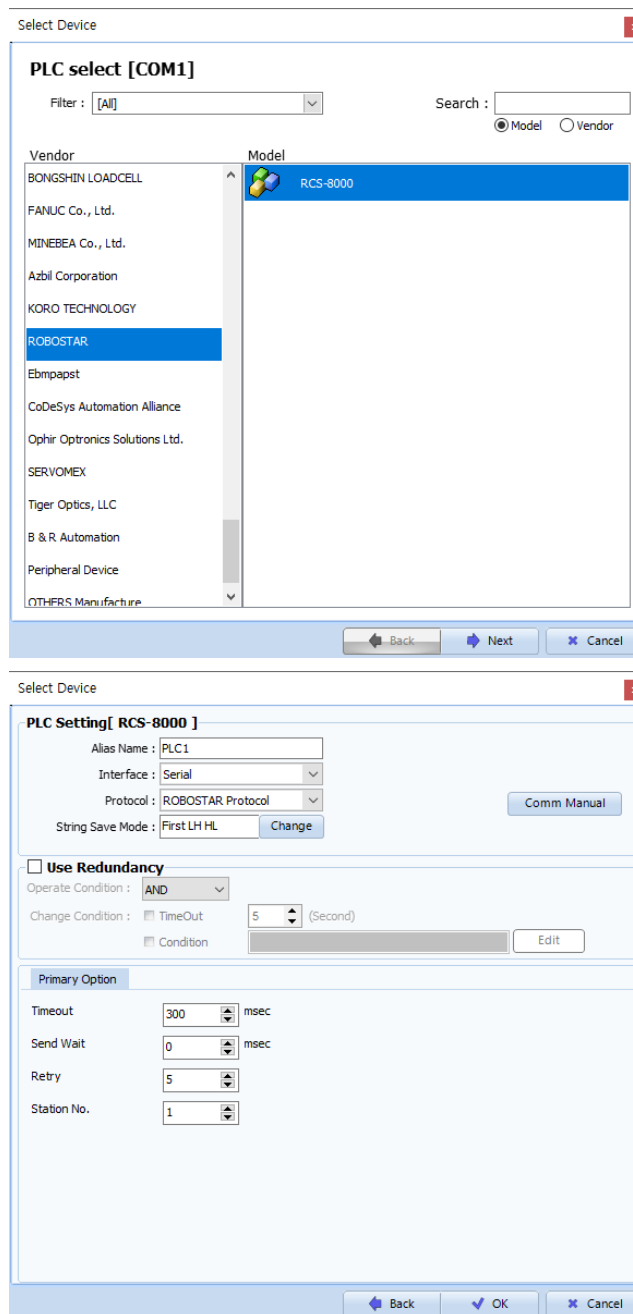 Select Device
PLC select [COM1]
Filter : [All] Search :
Model Vendor
Vendor Model
BONGSHIN LOADCELL
RCS-8000
FANUC Co., Ltd.
MINEBEA Co., Ltd.
Azbil Corporation
KORO TECHNOLOGY
ROBOSTAR
Ebmpapst
CoDeSys Automation Alliance
Ophir Optronics Solutions Ltd.
SERVOMEX
Tiger Optics, LLC
B & R Automation
Peripheral Device
OTHERS Manufacture
Back Next Cancel
Select Device
PLC Setting[ RCS-8000 ]
Alias Name : PLC1
Interface : Serial
Protocol : ROBOSTAR Protocol Comm Manual
String Save Mode : First LH HL Change
Use Redundancy
Operate Condition : AND
Change Condition : TimeOut 5 (Second)
Condition Edit
Primary Option
Timeout 300 msec
Send Wait 0 msec
Retry 5
Station No. 1
Back OK Cancel